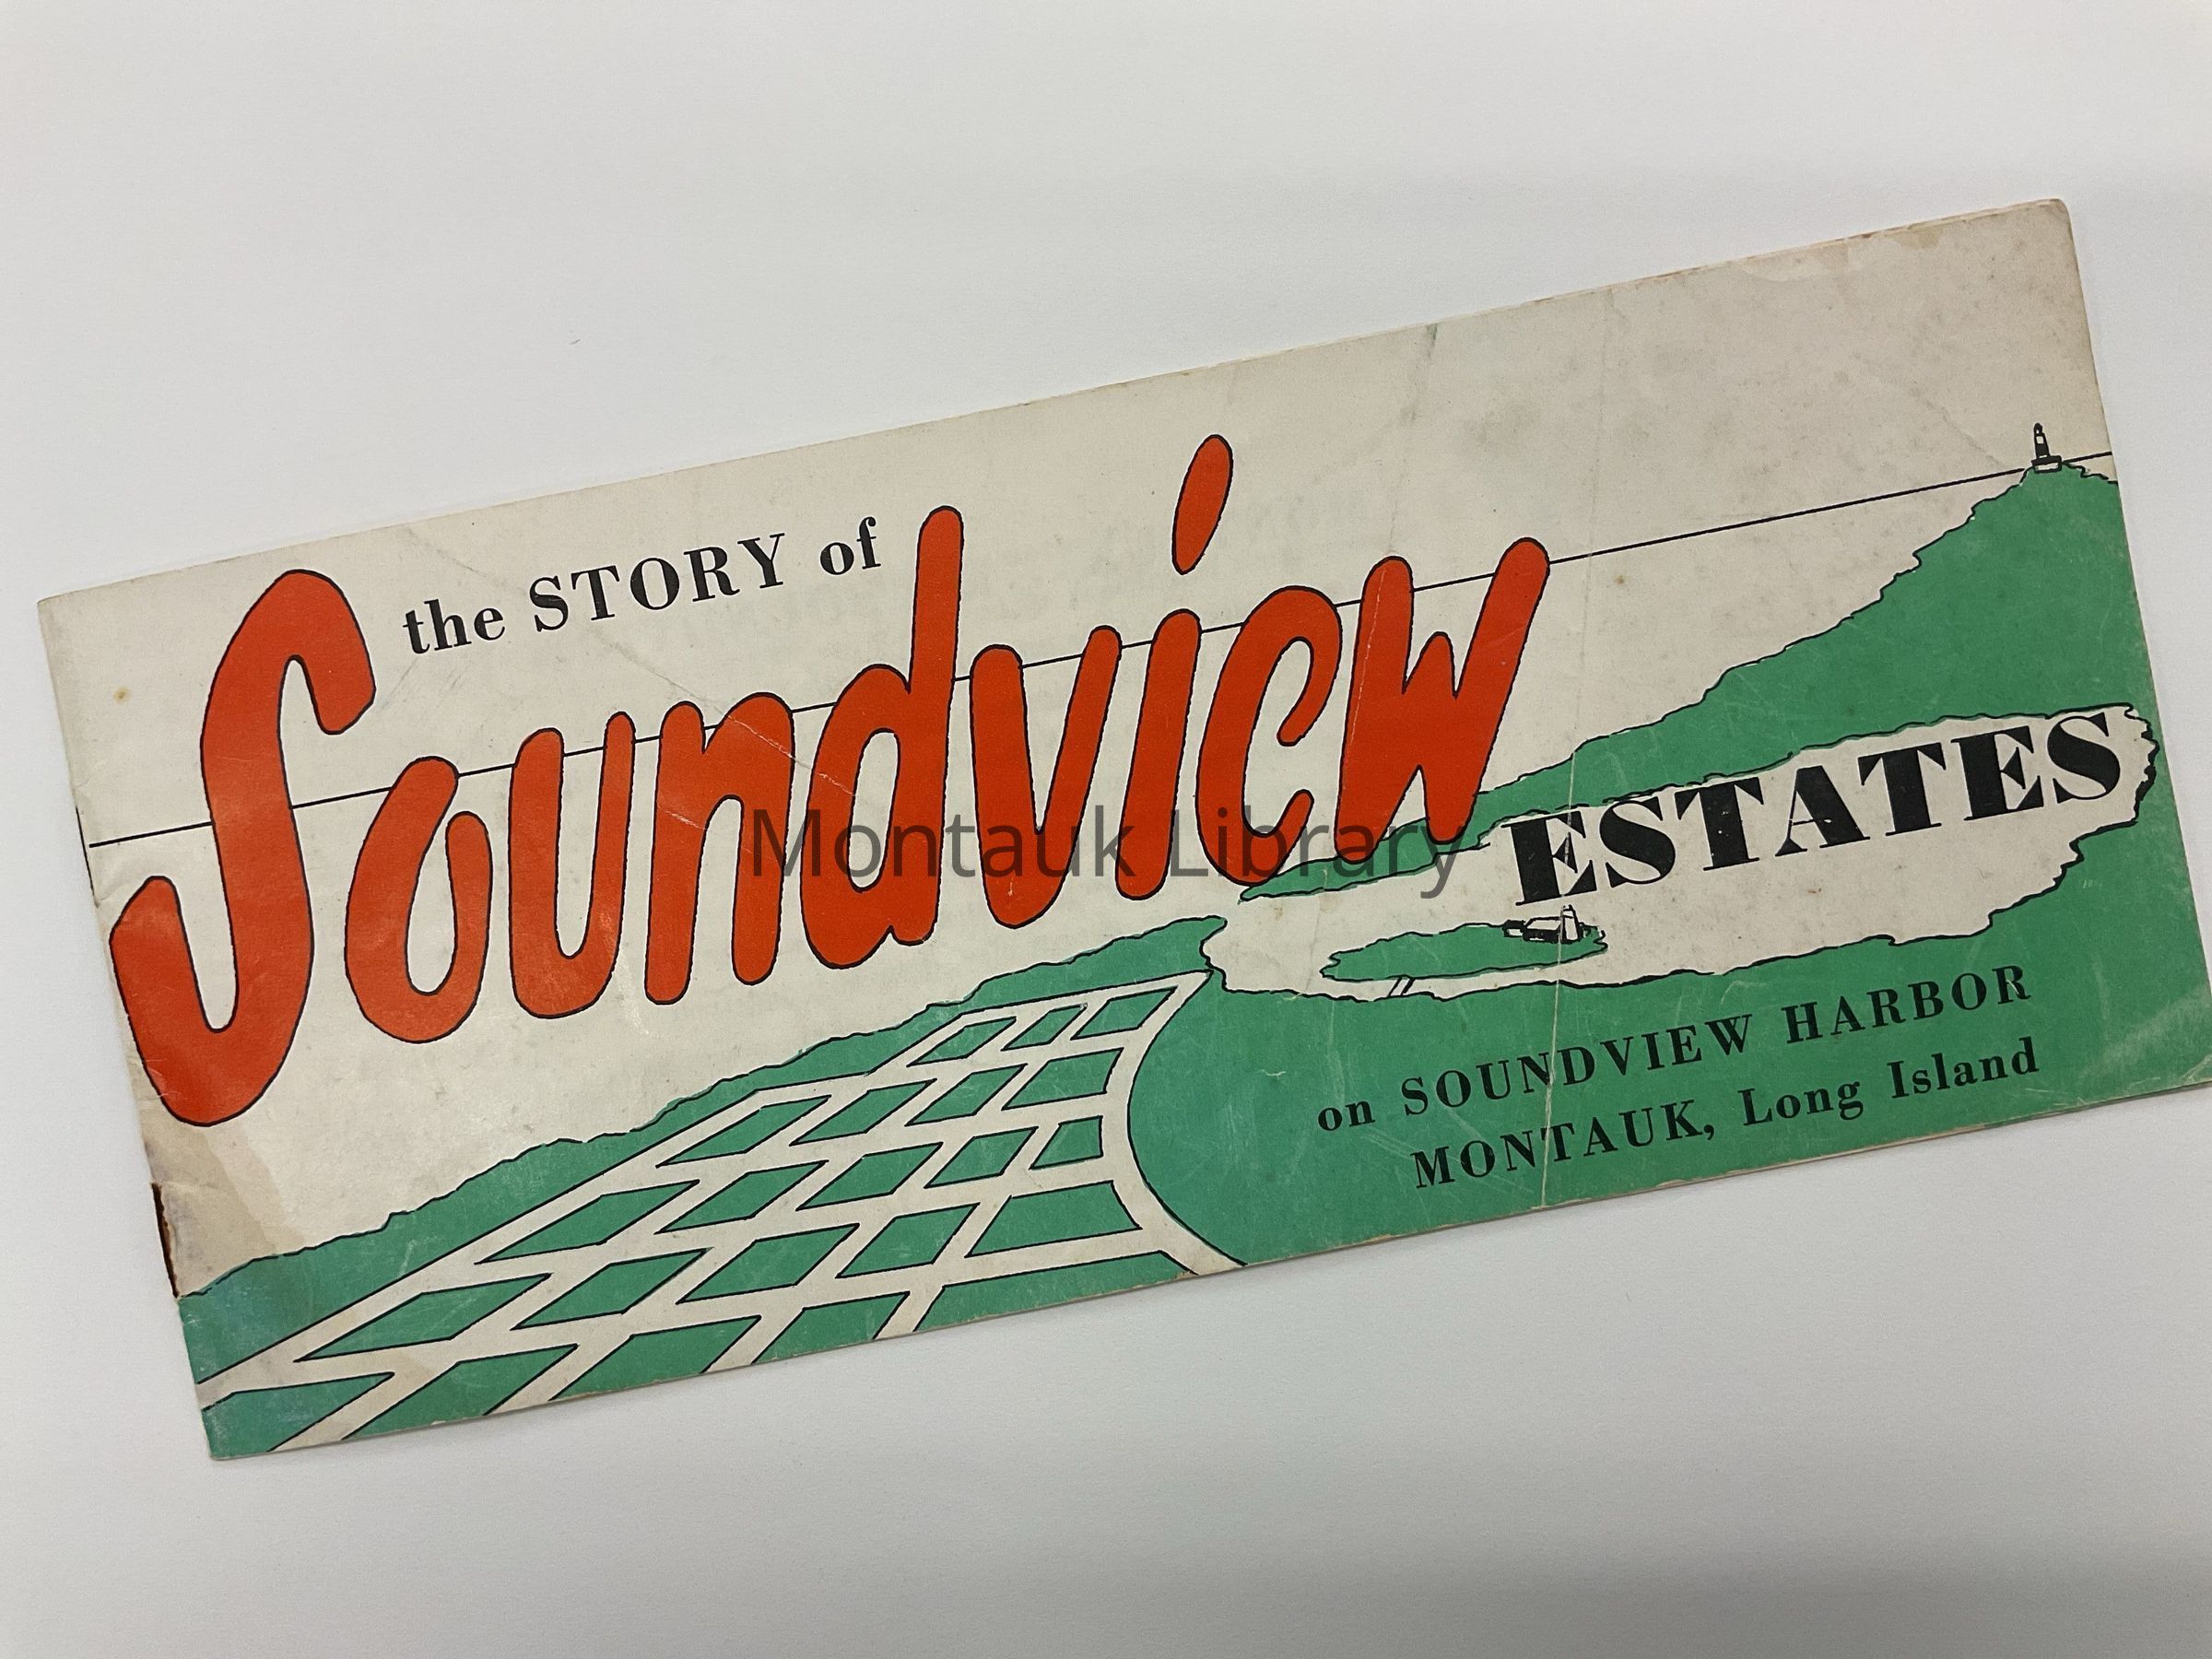 the STORY of
Soundview
ESTATES
on SOUNDVIEW HARBOR
MONTAUK, Long Island
Montauk Library